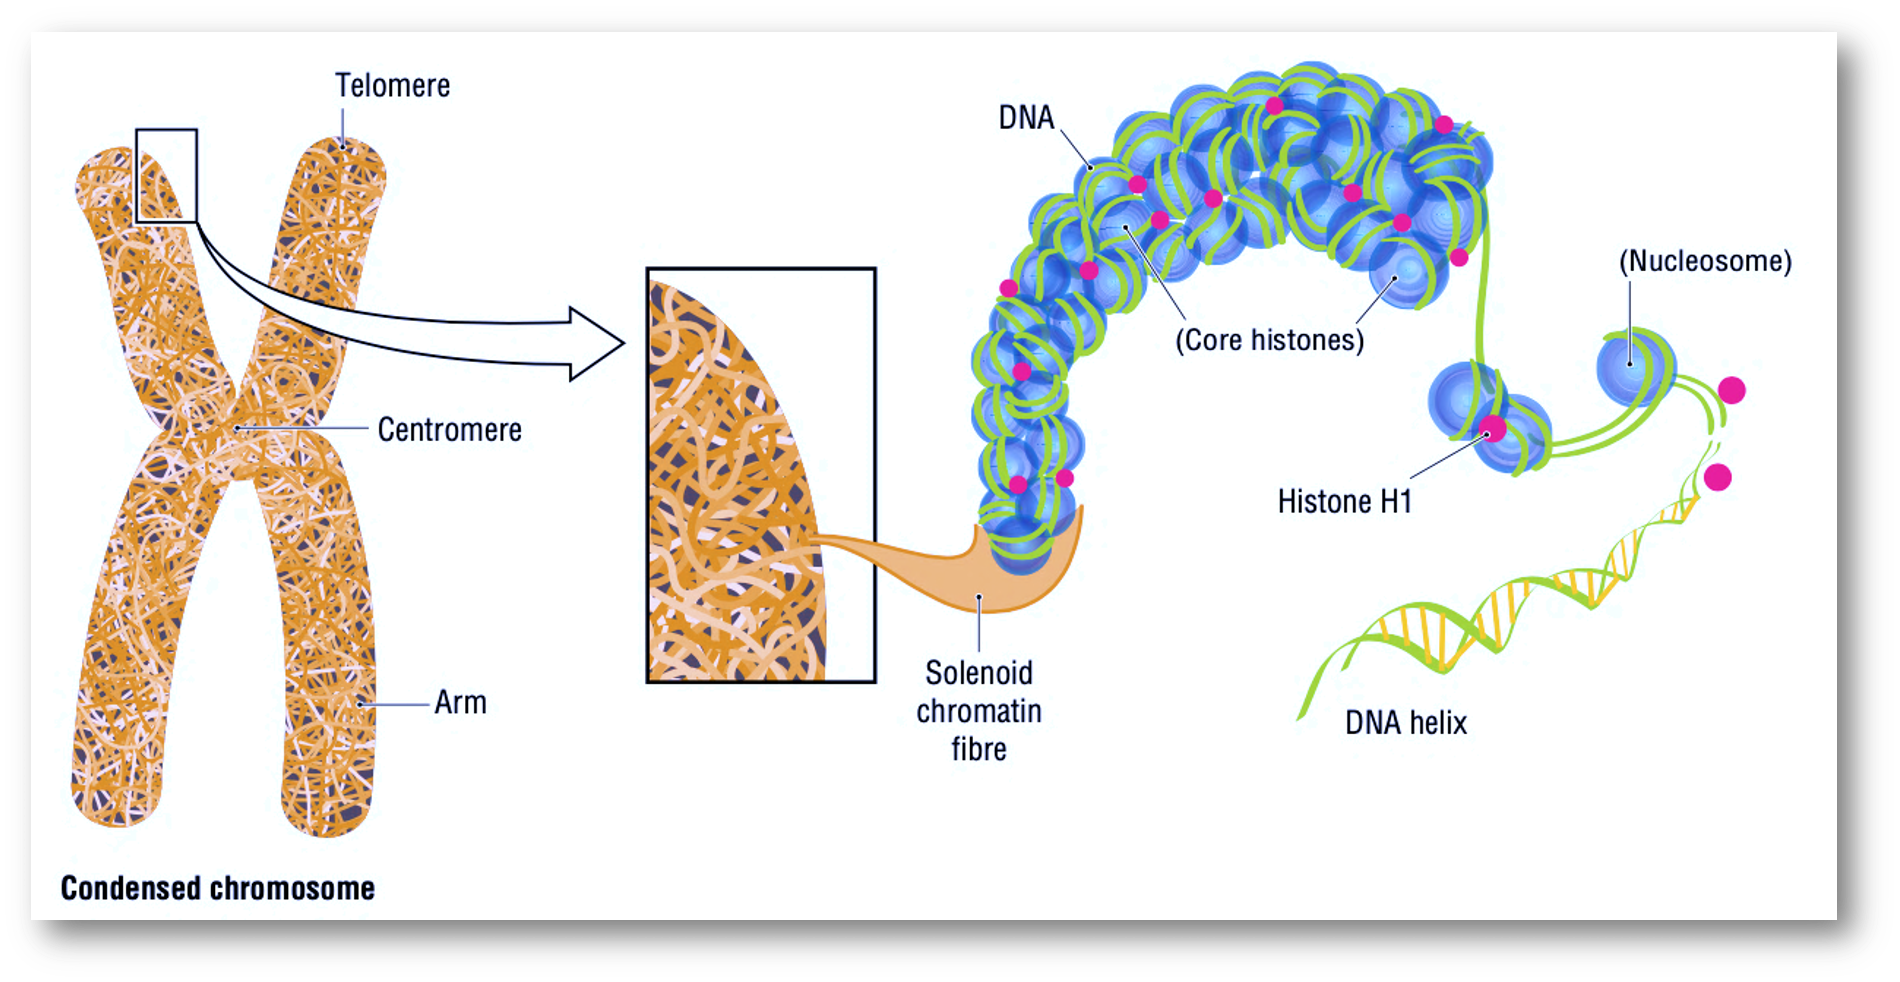 Telomere
DNA
(Nucleosome)
(Core histones)
Centromere
Histone H1
Solenoid
chromatin
fibre
Arm
DNA helix
Condensed chromosome